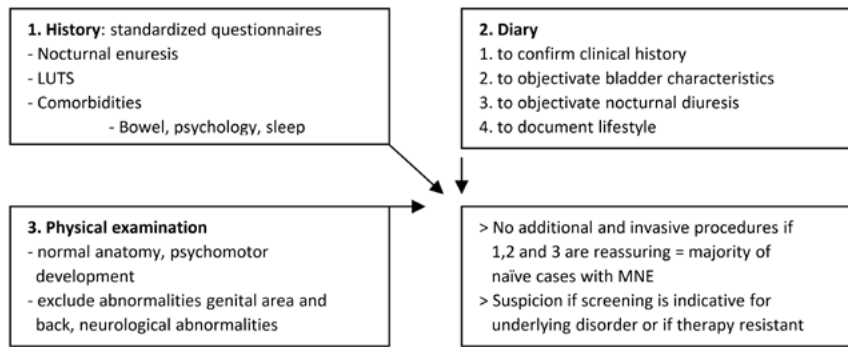 1. History: standardized questionnaires
- Nocturnal enuresis
- LUTS
- Comorbidities
- Bowel, psychology, sleep
2. Diary
1. to confirm clinical history
2. to objectivate bladder characteristics
3. to objectivate nocturnal diuresis
4. to document lifestyle
3. Physical examination
- normal anatomy, psychomotor
development
- exclude abnormalities genital area and
back, neurological abnormalities
> No additional and invasive procedures if
1,2 and 3 are reassuring = majority of
naïve cases with MNE
> Suspicion if screening is indicative for
underlying disorder or if therapy resistant